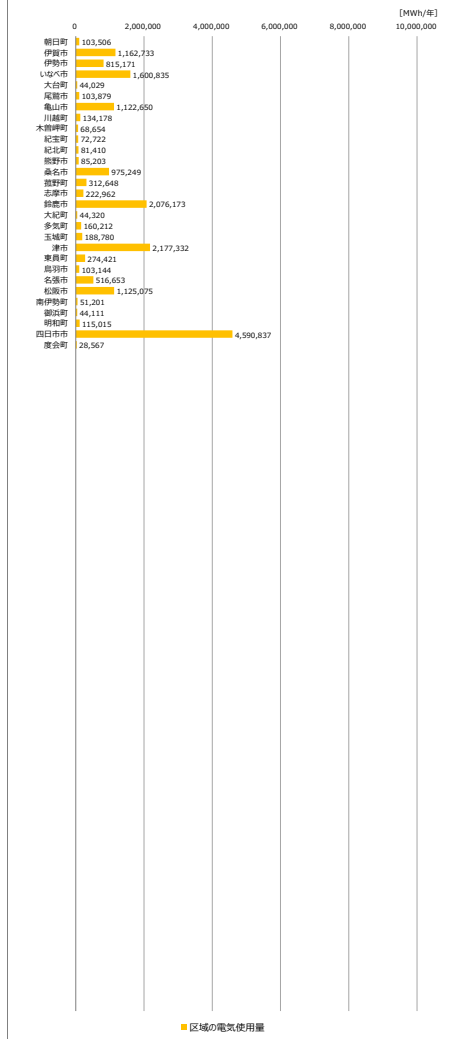 [MWh/年]
0 2,000,000 4,000,000 6,000,000 8,000,000 10,000,000
朝日町 103,506
伊賀市 1,162,733
伊勢市 815,171
いなべ市 1,600,835
大台町 44,029
尾鷲市 103,879
亀山市 1,122,650
川越町 134,178
木曽岬町 68,654
紀宝町 72,722
紀北町 81,410
熊野市 85,203
桑名市 975,249
菰野町 312,648
志摩市 222,962
鈴鹿市 2,076,173
大紀町 44,320
多気町 160,212
玉城町 188,780
津市 2,177,332
東員町 274,421
鳥羽市 103,144
名張市 516,653
松阪市 1,125,075
南伊勢町 51,201
御浜町 44,111
明和町 115,015
四日市市 4,590,837
度会町 28,567
区域の電気使用量